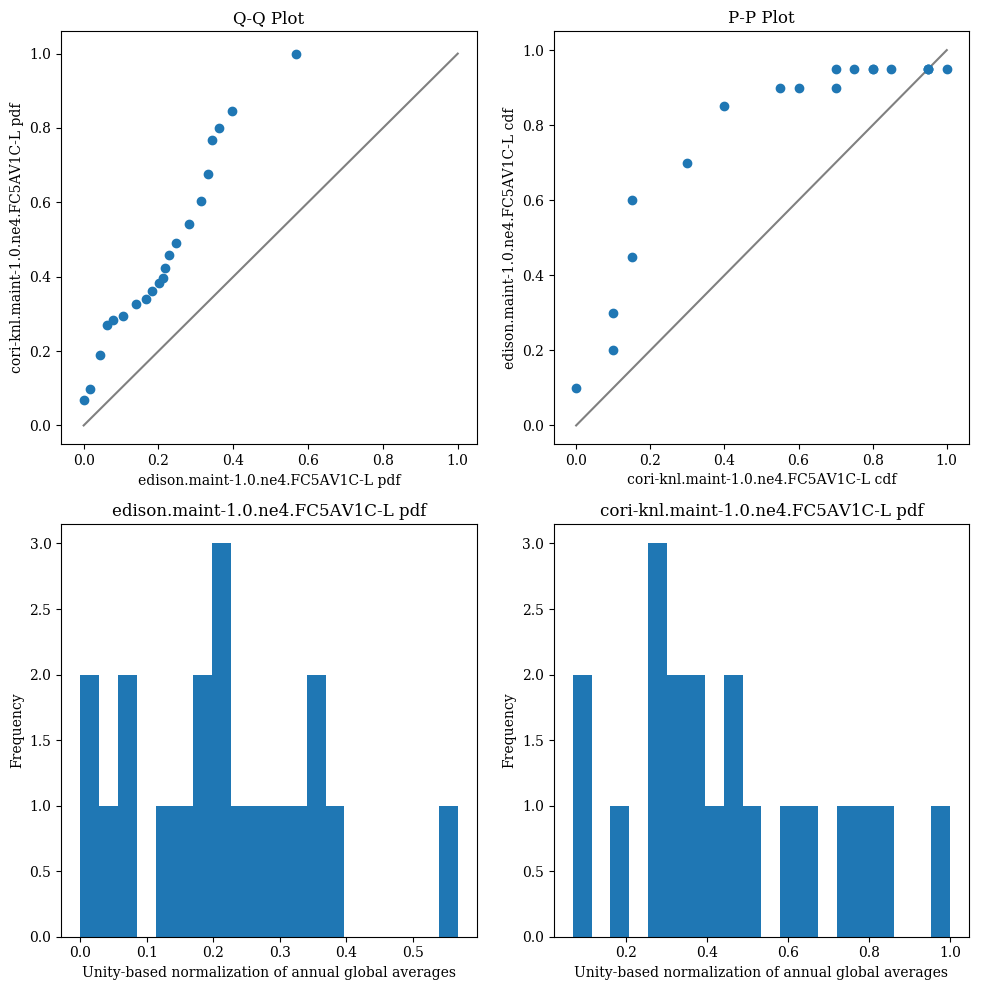 Q-Q Plot
1.0
0.8
0.6
0.4
0.2
0.0
cori-knl.maint-1.0.ne4.FC5AV1C-L pdf
0.0 0.2 0.4 0.6 0.8 1.0
edison.maint-1.0.ne4.FC5AV1C-L pdf
P-P Plot
1.0
0.8
0.6
0.4
0.2
0.0
edison.maint-1.0.ne4.FC5AV1C-L cdf
0.0 0.2 0.4 0.6 0.8 1.0
cori-knl.maint-1.0.ne4.FC5AV1C-L cdf
edison.maint-1.0.ne4.FC5AV1C-L pdf
3.0
2.5
2.0
1.5
1.0
0.5
0.0
Frequency
0.0 0.1 0.2 0.3 0.4 0.5
Unity-based normalization of annual global averages
cori-knl.maint-1.0.ne4.FC5AV1C-L pdf
3.0
2.5
2.0
1.5
1.0
0.5
0.0
Frequency
0.2 0.4 0.6 0.8 1.0
Unity-based normalization of annual global averages